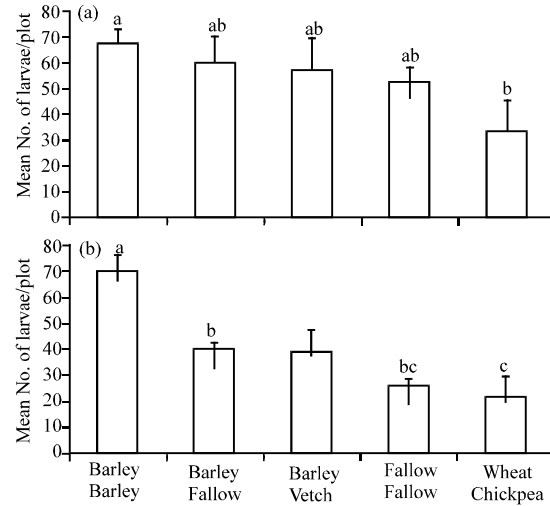 (a)
Mean No. of larvae/plot
80
70
60
50
40
30
20
10
0
a
ab
ab
ab
b
(b)
Mean No. of larvae/plot
80
70
60
50
40
30
20
10
0
a
b
bc
c
Barley
Barley
Barley
Fallow
Barley
Vetch
Fallow
Fallow
Wheat
Chickpea